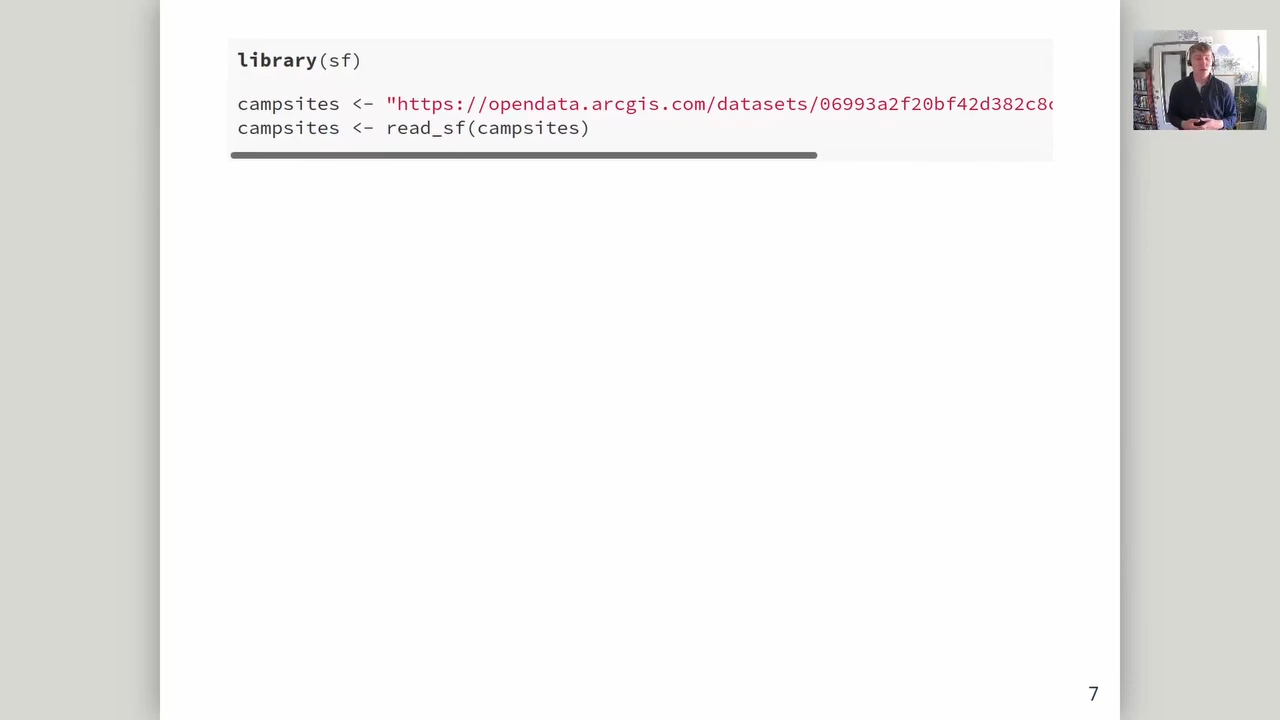 library(sf)
campsites <- "https://opendata.arcgis.com/datasets/06993a2f20bf42d382c8
campsites <- read_sf(campsites)
7